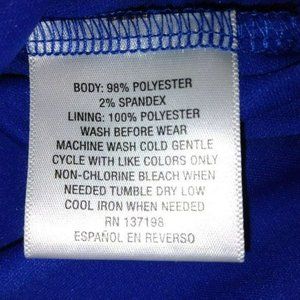 BODY: 98% POLYESTER
2% SPANDEX
LINING: 100% POLYESTER
WASH BEFORE WEAR
MACHINE WASH COLD GENTLE
CYCLE WITH LIKE COLORS ONLY
NON-CHLORINE BLEACH WHEN
NEEDED TUMBLE DRY LOW
COOL IRON WHEN NEEDED
RN 137198
ESPAÑOL EN REVERSO